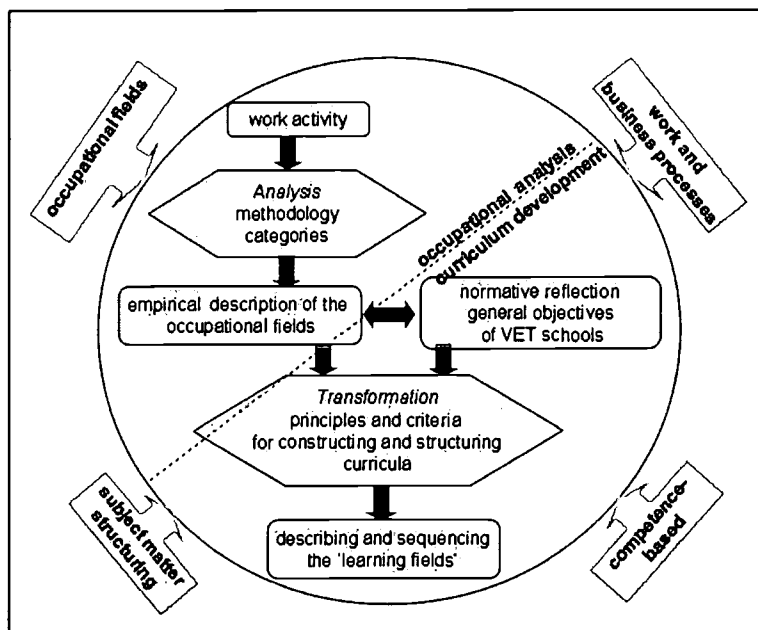 occupational fields
work and
business processes
work activity
Analysis
methodology
categories
occupational analysis
curriculum development
empirical description of the
occupational fields
normative reflection
general objectives
of VET schools
Transformation
principles and criteria
for constructing and structuring
curricula
subject matter
structuring
competence-
based
describing and sequencing
the 'learning fields'